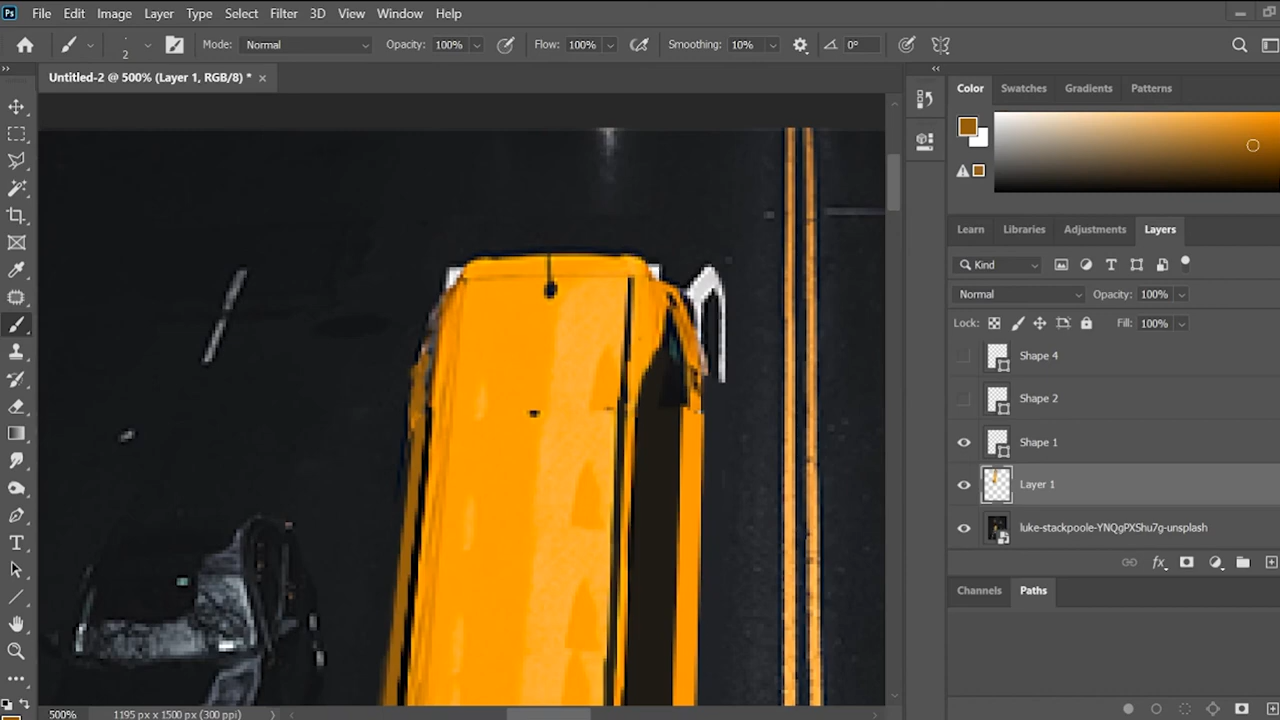 Ps File Edit Image Layer Type Select Filter 3D View Window Help
2 Mode: Normal Opacity: 100% Flow: 100% Smoothing: 10% 0°
Untitled-2 @ 500% (Layer 1, RGB/8) * ×
Color Swatches Gradients Patterns
Learn Libraries Adjustments Layers
Kind
Normal Opacity: 100%
Lock: Fill: 100%
Shape 4
Shape 2
Shape 1
Layer 1
luke-stackpoole-YNQgPXShu7g-unsplash
fx
Channels Paths
500% 1195 px x 1500 px (300 ppi)